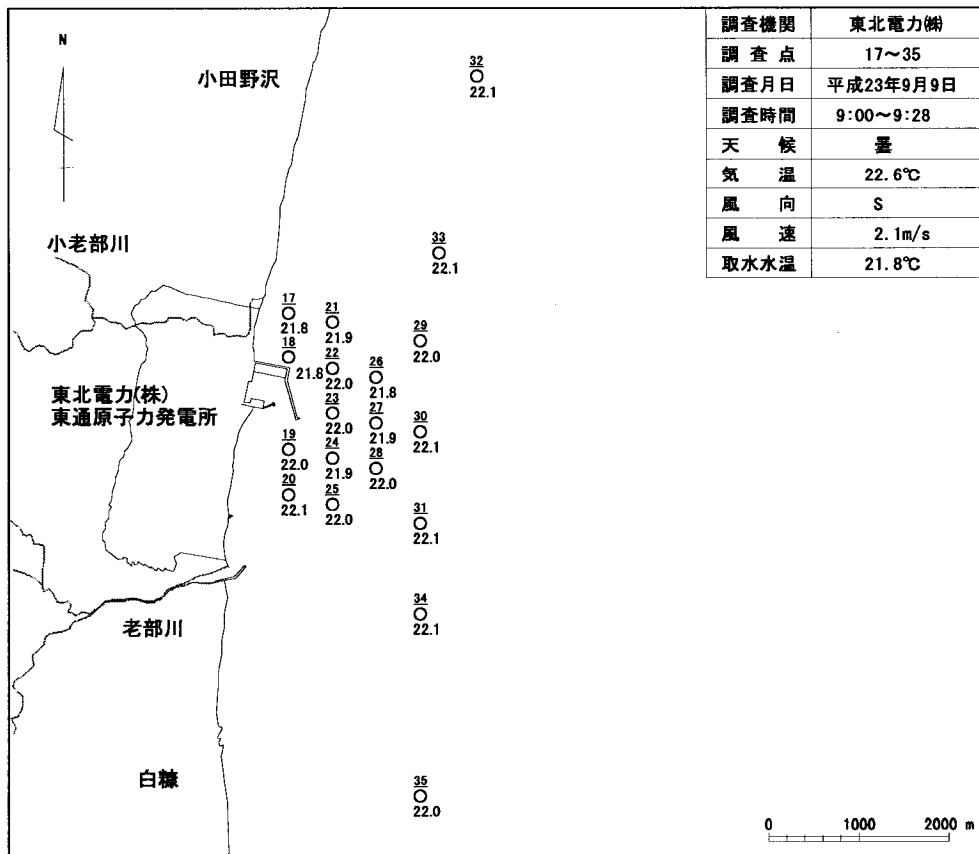 調査機関 東北電力㈱
調査点 17～35
調査月日 平成23年9月9日
調査時間 9:00～9:28
天候 曇
気温 22.6℃
風向 S
風速 2.1m/s
取水水温 21.8℃
N
小田野沢
32
22.1
小老部川
33
22.1
17
21.8
21
21.9
29
22.0
18
21.8
22
22.0
26
21.8
東北電力(株)
東通原子力発電所
23
22.0
27
21.9
30
22.1
19
22.0
24
21.9
28
22.0
20
22.1
25
22.0
31
22.1
34
22.1
老部川
白糠
35
22.0
0 1000 2000 m